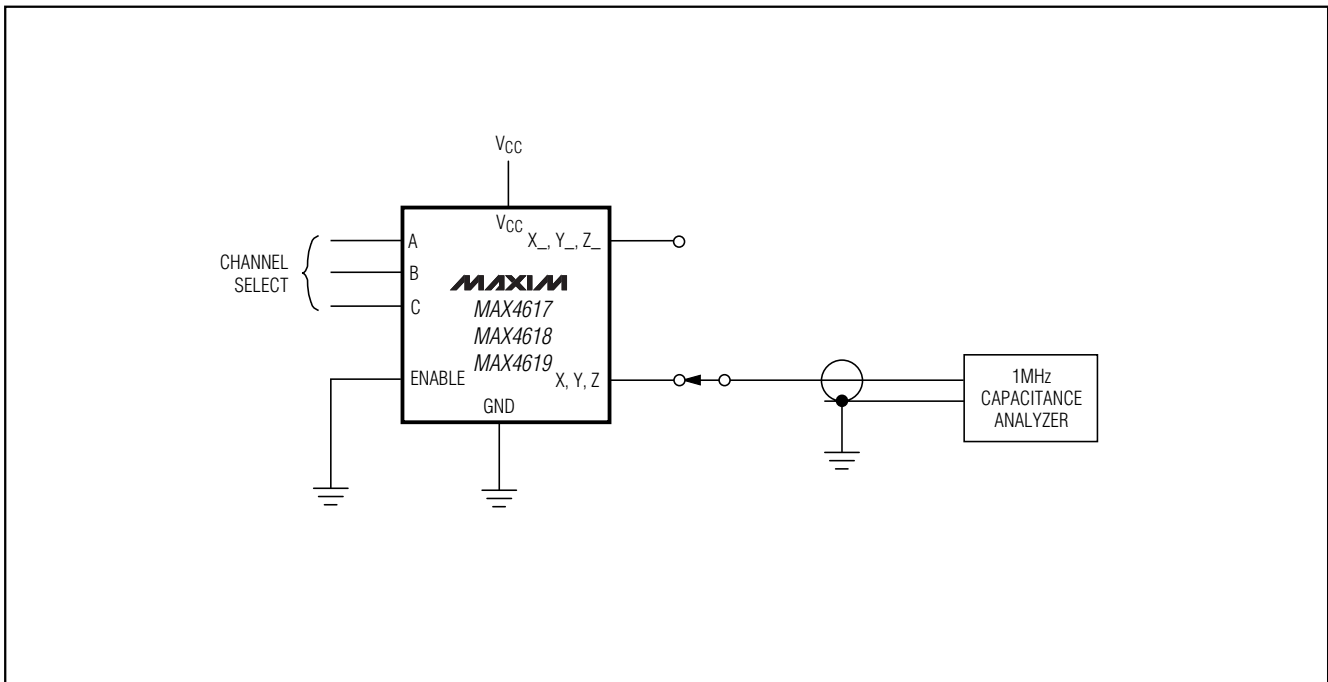 VCC
VCC
A
X_, Y_, Z_
CHANNEL
SELECT
B
C
MAXIM
MAX4617
MAX4618
MAX4619
ENABLE
X, Y, Z
GND
1MHz
CAPACITANCE
ANALYZER